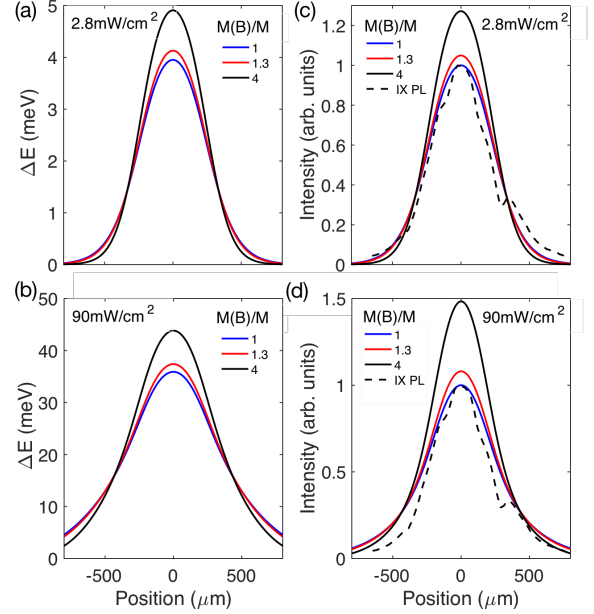 (a)
2.8mW/cm2
M(B)/M
1
1.3
4
5
4
3
2
1
0
ΔE (meV)
(c)
2.8mW/cm2
M(B)/M
1
1.3
4
IX PL
1.2
1
0.8
0.6
0.4
0.2
0
Intensity (arb. units)
(b)
90mW/cm2
M(B)/M
1
1.3
4
50
40
30
20
10
0
ΔE (meV)
-500
0
500
Position (μm)
(d)
90mW/cm2
M(B)/M
1
1.3
4
IX PL
1.5
1
0.5
0
Intensity (arb. units)
-500
0
500
Position (μm)